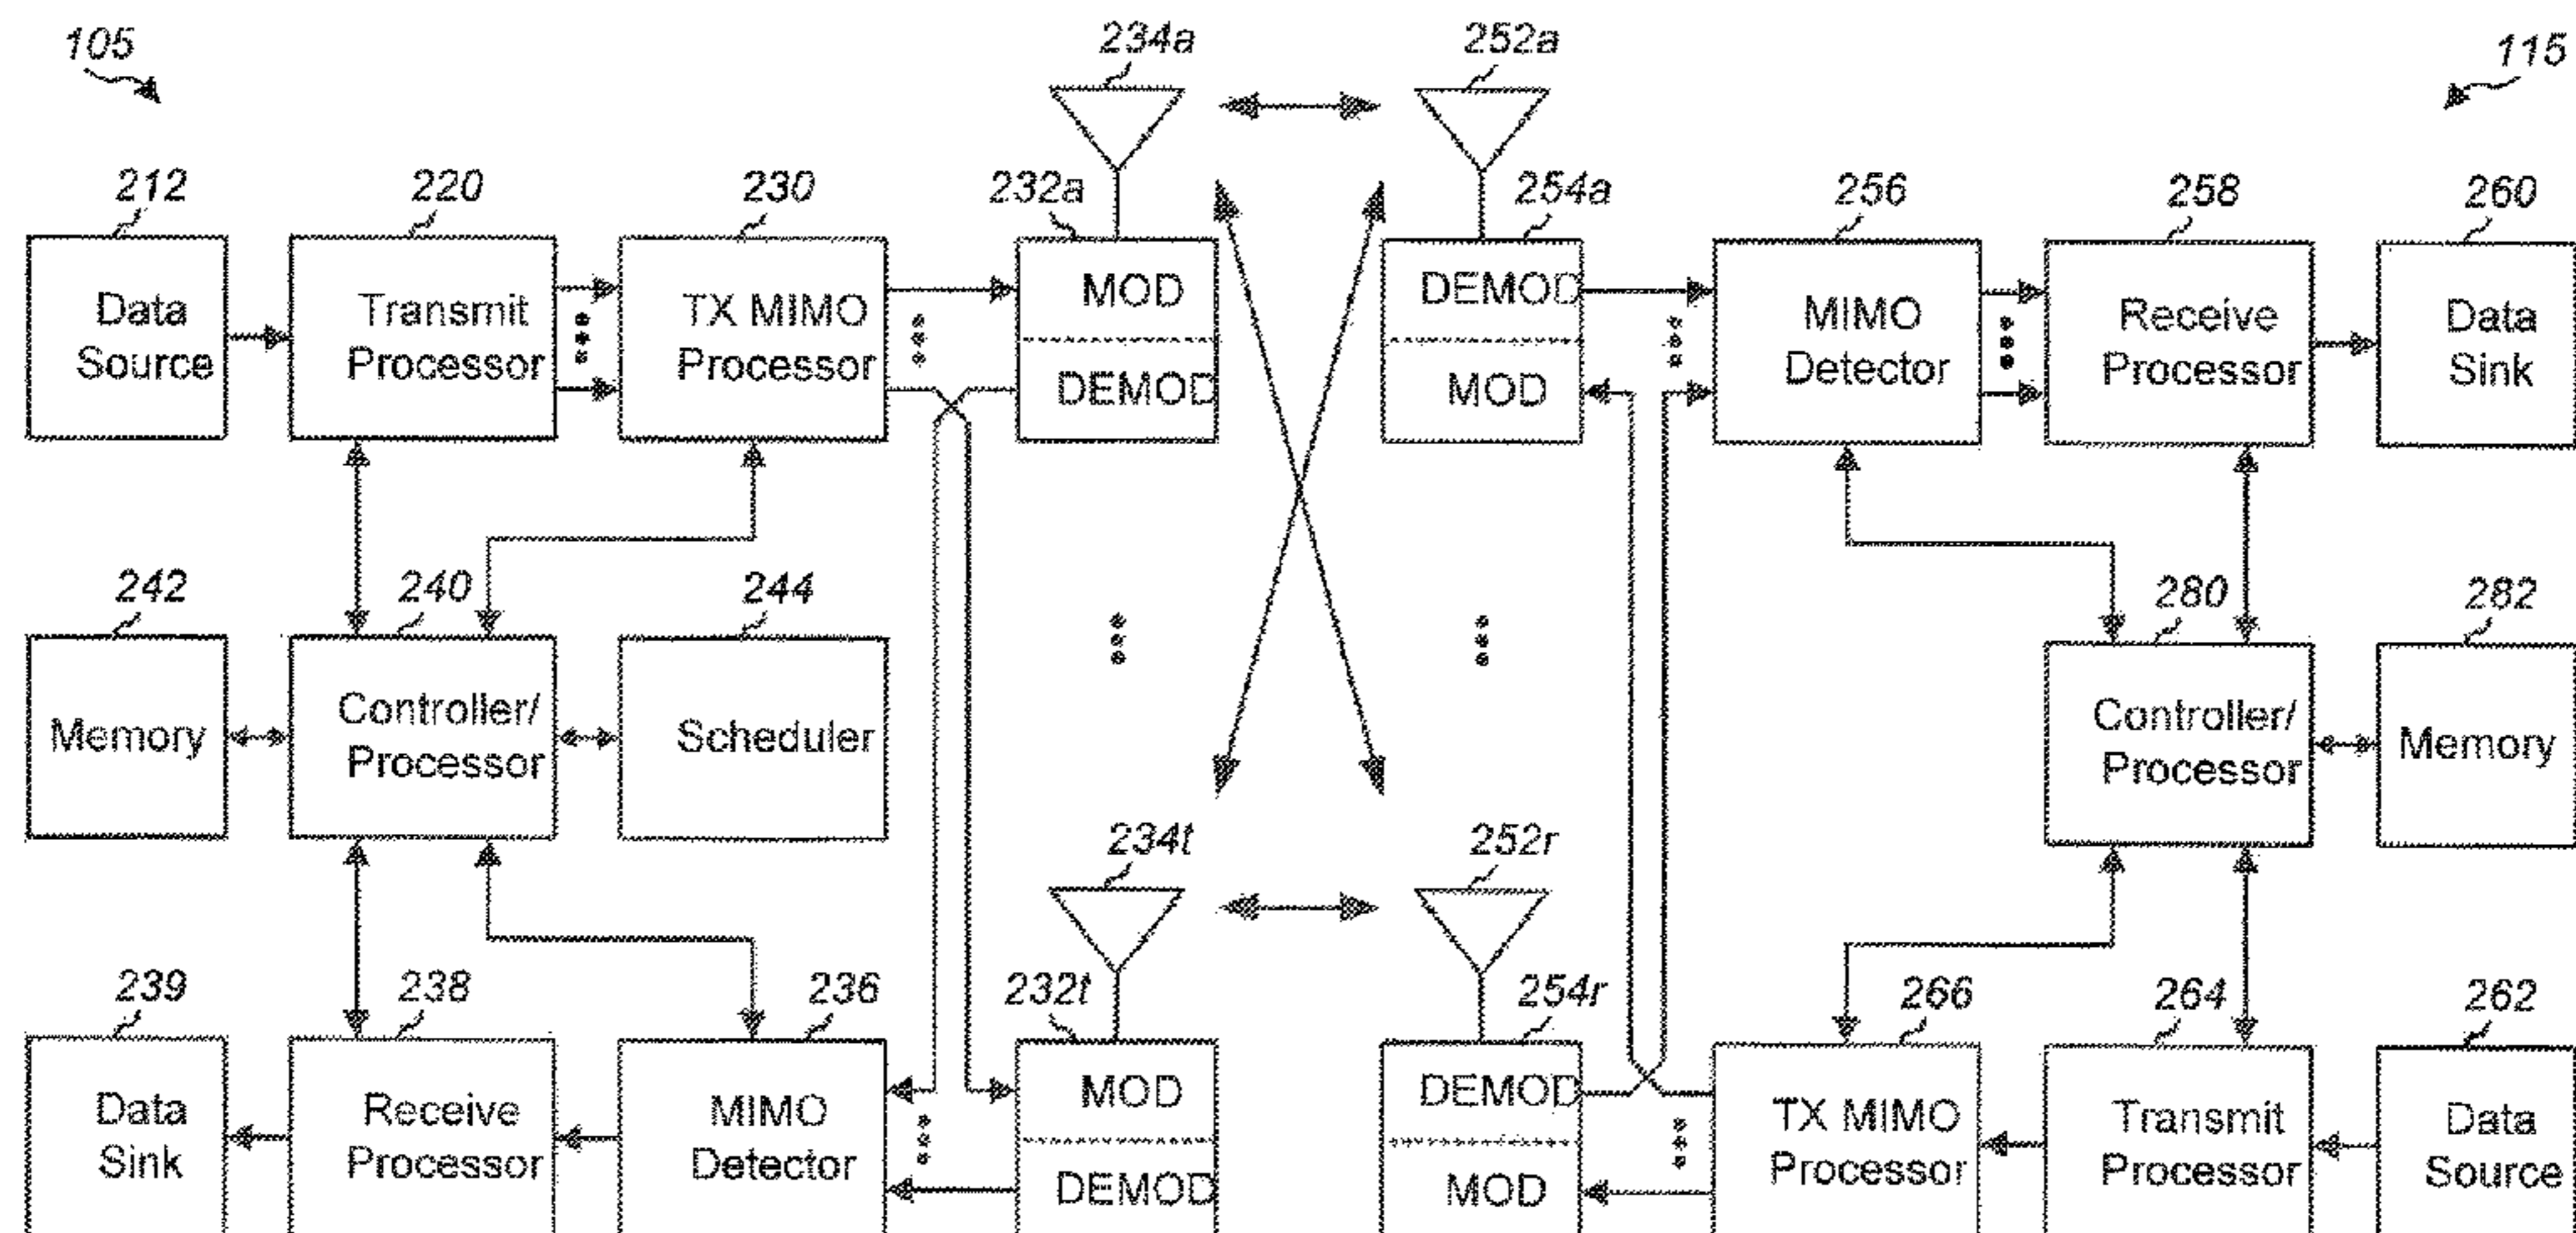 105
234a
252a
115
212
220
230
232a
254a
256
258
260
Data
Source
Transmit
Processor
TX MIMO
Processor
MOD
DEMOD
DEMOD
MOD
MIMO
Detector
Receive
Processor
Data
Sink
242
240
244
280
282
Memory
Controller/
Processor
Scheduler
Controller/
Processor
Memory
234t
252r
239
238
236
232t
254r
266
264
262
Data
Sink
Receive
Processor
MIMO
Detector
MOD
DEMOD
DEMOD
MOD
TX MIMO
Processor
Transmit
Processor
Data
Source